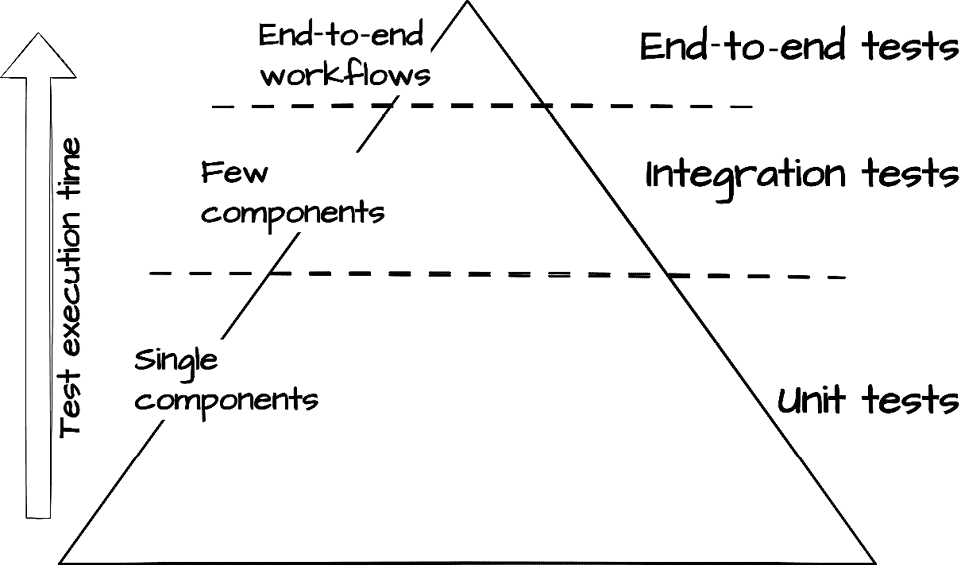 End-to-end
workflows
End-to-end tests
Few
components
Integration tests
Single
components
Unit tests
Test execution time